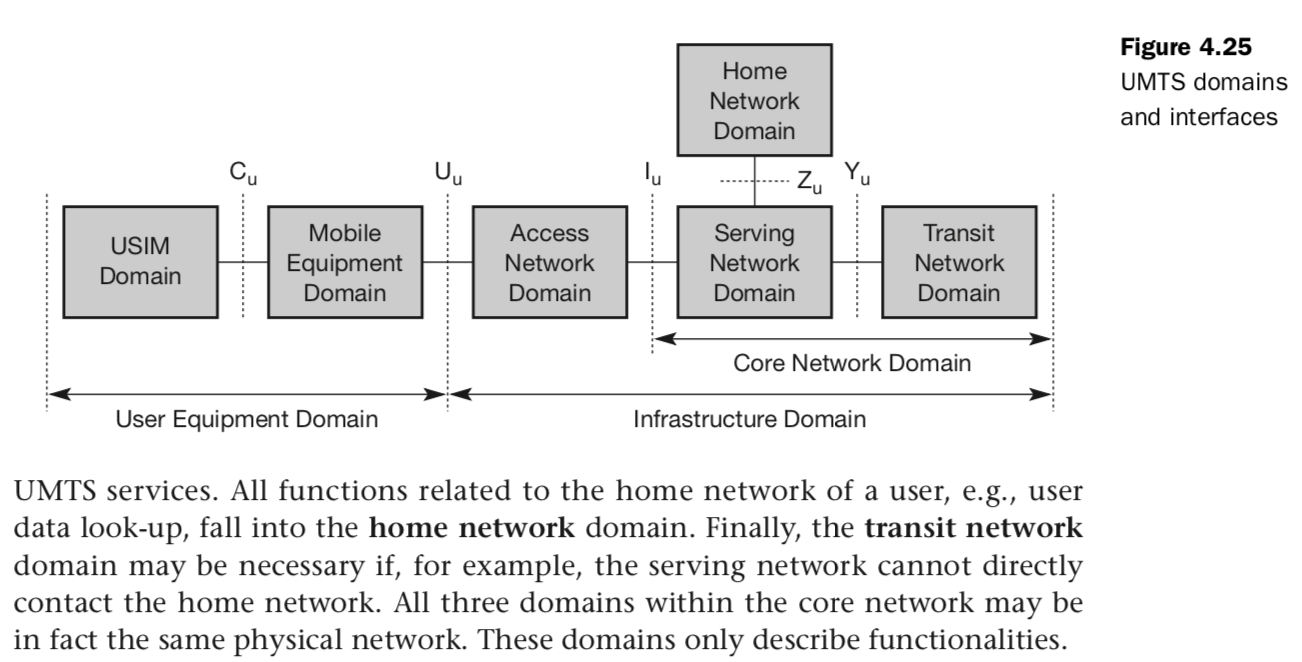 Figure 4.25
UMTS domains
and interfaces
Home
Network
Domain
Cu
Uu
Iu
Zu
Yu
USIM
Domain
Mobile
Equipment
Domain
Access
Network
Domain
Serving
Network
Domain
Transit
Network
Domain
Core Network Domain
User Equipment Domain
Infrastructure Domain
UMTS services. All functions related to the home network of a user, e.g., user
data look-up, fall into the home network domain. Finally, the transit network
domain may be necessary if, for example, the serving network cannot directly
contact the home network. All three domains within the core network may be
in fact the same physical network. These domains only describe functionalities.